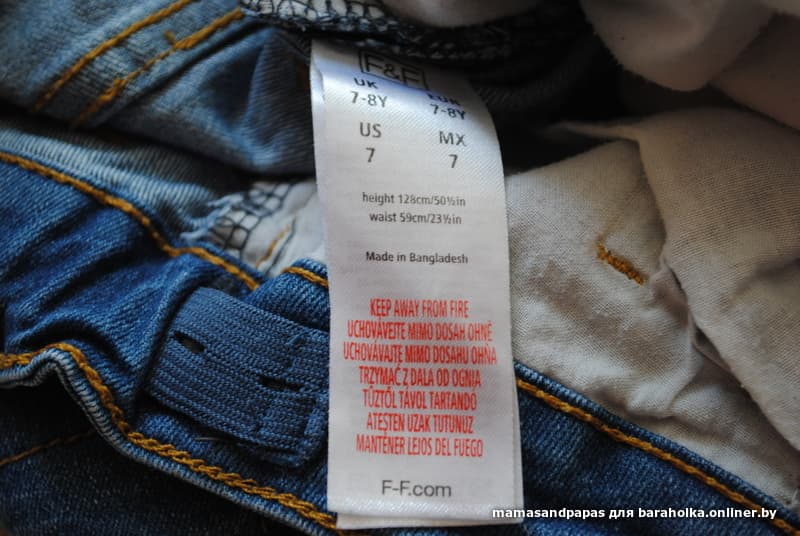 F&F
UK EUR
7-8Y 7-8Y
US MX
7 7
height 128cm/50½in
waist 59cm/23½in
Made in Bangladesh
KEEP AWAY FROM FIRE
UCHOVÁVEJTE MIMO DOSAH OHNĚ
UCHOVÁVAJTE MIMO DOSAHU OHŇA
TRZYMAĆ Z DALA OD OGNIA
TŰZTŐL TÁVOL TARTANDÓ
ATEŞTEN UZAK TUTUNUZ
MANTÉNER LEJOS DEL FUEGO
F-F.com
mamasandpapas для baraholka.onliner.by